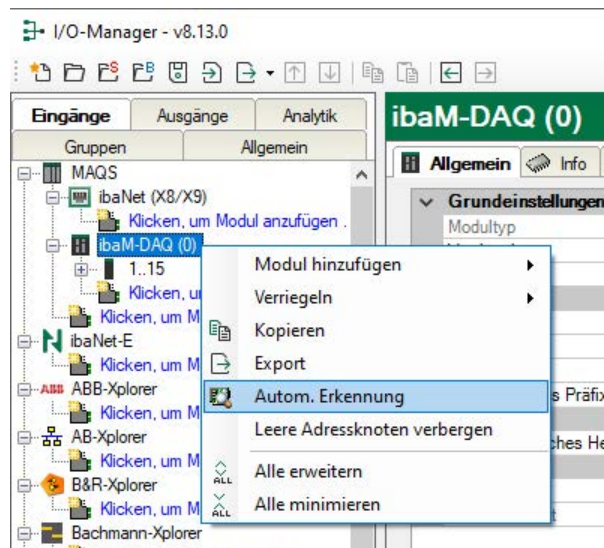 I/O-Manager - v8.13.0
Eingänge Ausgänge Analytik
Gruppen Allgemein
ibaM-DAQ (0)
Allgemein Info
MAQS
ibaNet (X8/X9)
Klicken, um Modul anzufügen .
ibaM-DAQ (0)
1..15
Klicken, u
Klicken, um M
ibaNet-E
Klicken, um M
ABB ABB-Xplorer
Klicken, um M
AB-Xplorer
Klicken, um M
B&R-Xplorer
Klicken, um M
Bachmann-Xplorer
Grundeinstellungen
Modultyp
s Präfix
ches He
Modul hinzufügen
Verriegeln
Kopieren
Export
Autom. Erkennung
Leere Adressknoten verbergen
ALL Alle erweitern
ALL Alle minimieren